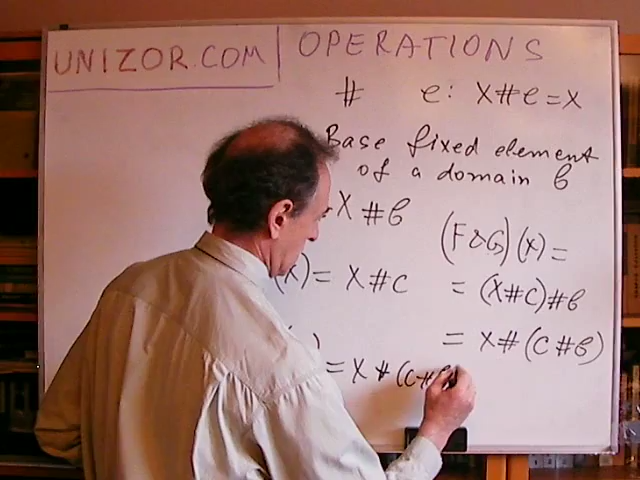 UNIZOR.COM
OPERATIONS
# e: X#e=X
Base fixed element
of a domain b
X#b
(F&G)(X)=
(X)= X#C
= (X#C)#b
= X#(C#b)
)
= X#(C#